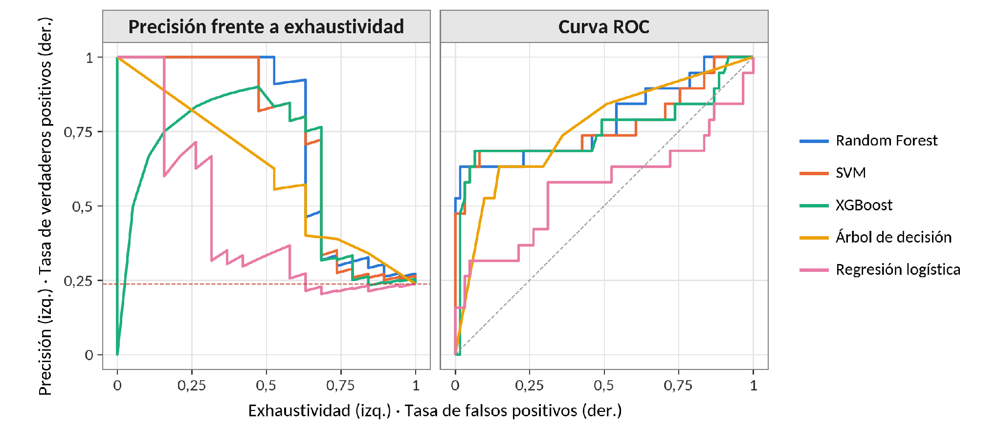 Precisión frente a exhaustividad
Curva ROC
Precisión (izq.) · Tasa de verdaderos positivos (der.)
1
0,75
0,5
0,25
0
0
0,25
0,5
0,75
1
0
0,25
0,5
0,75
1
Exhaustividad (izq.) · Tasa de falsos positivos (der.)
Random Forest
SVM
XGBoost
Árbol de decisión
Regresión logística